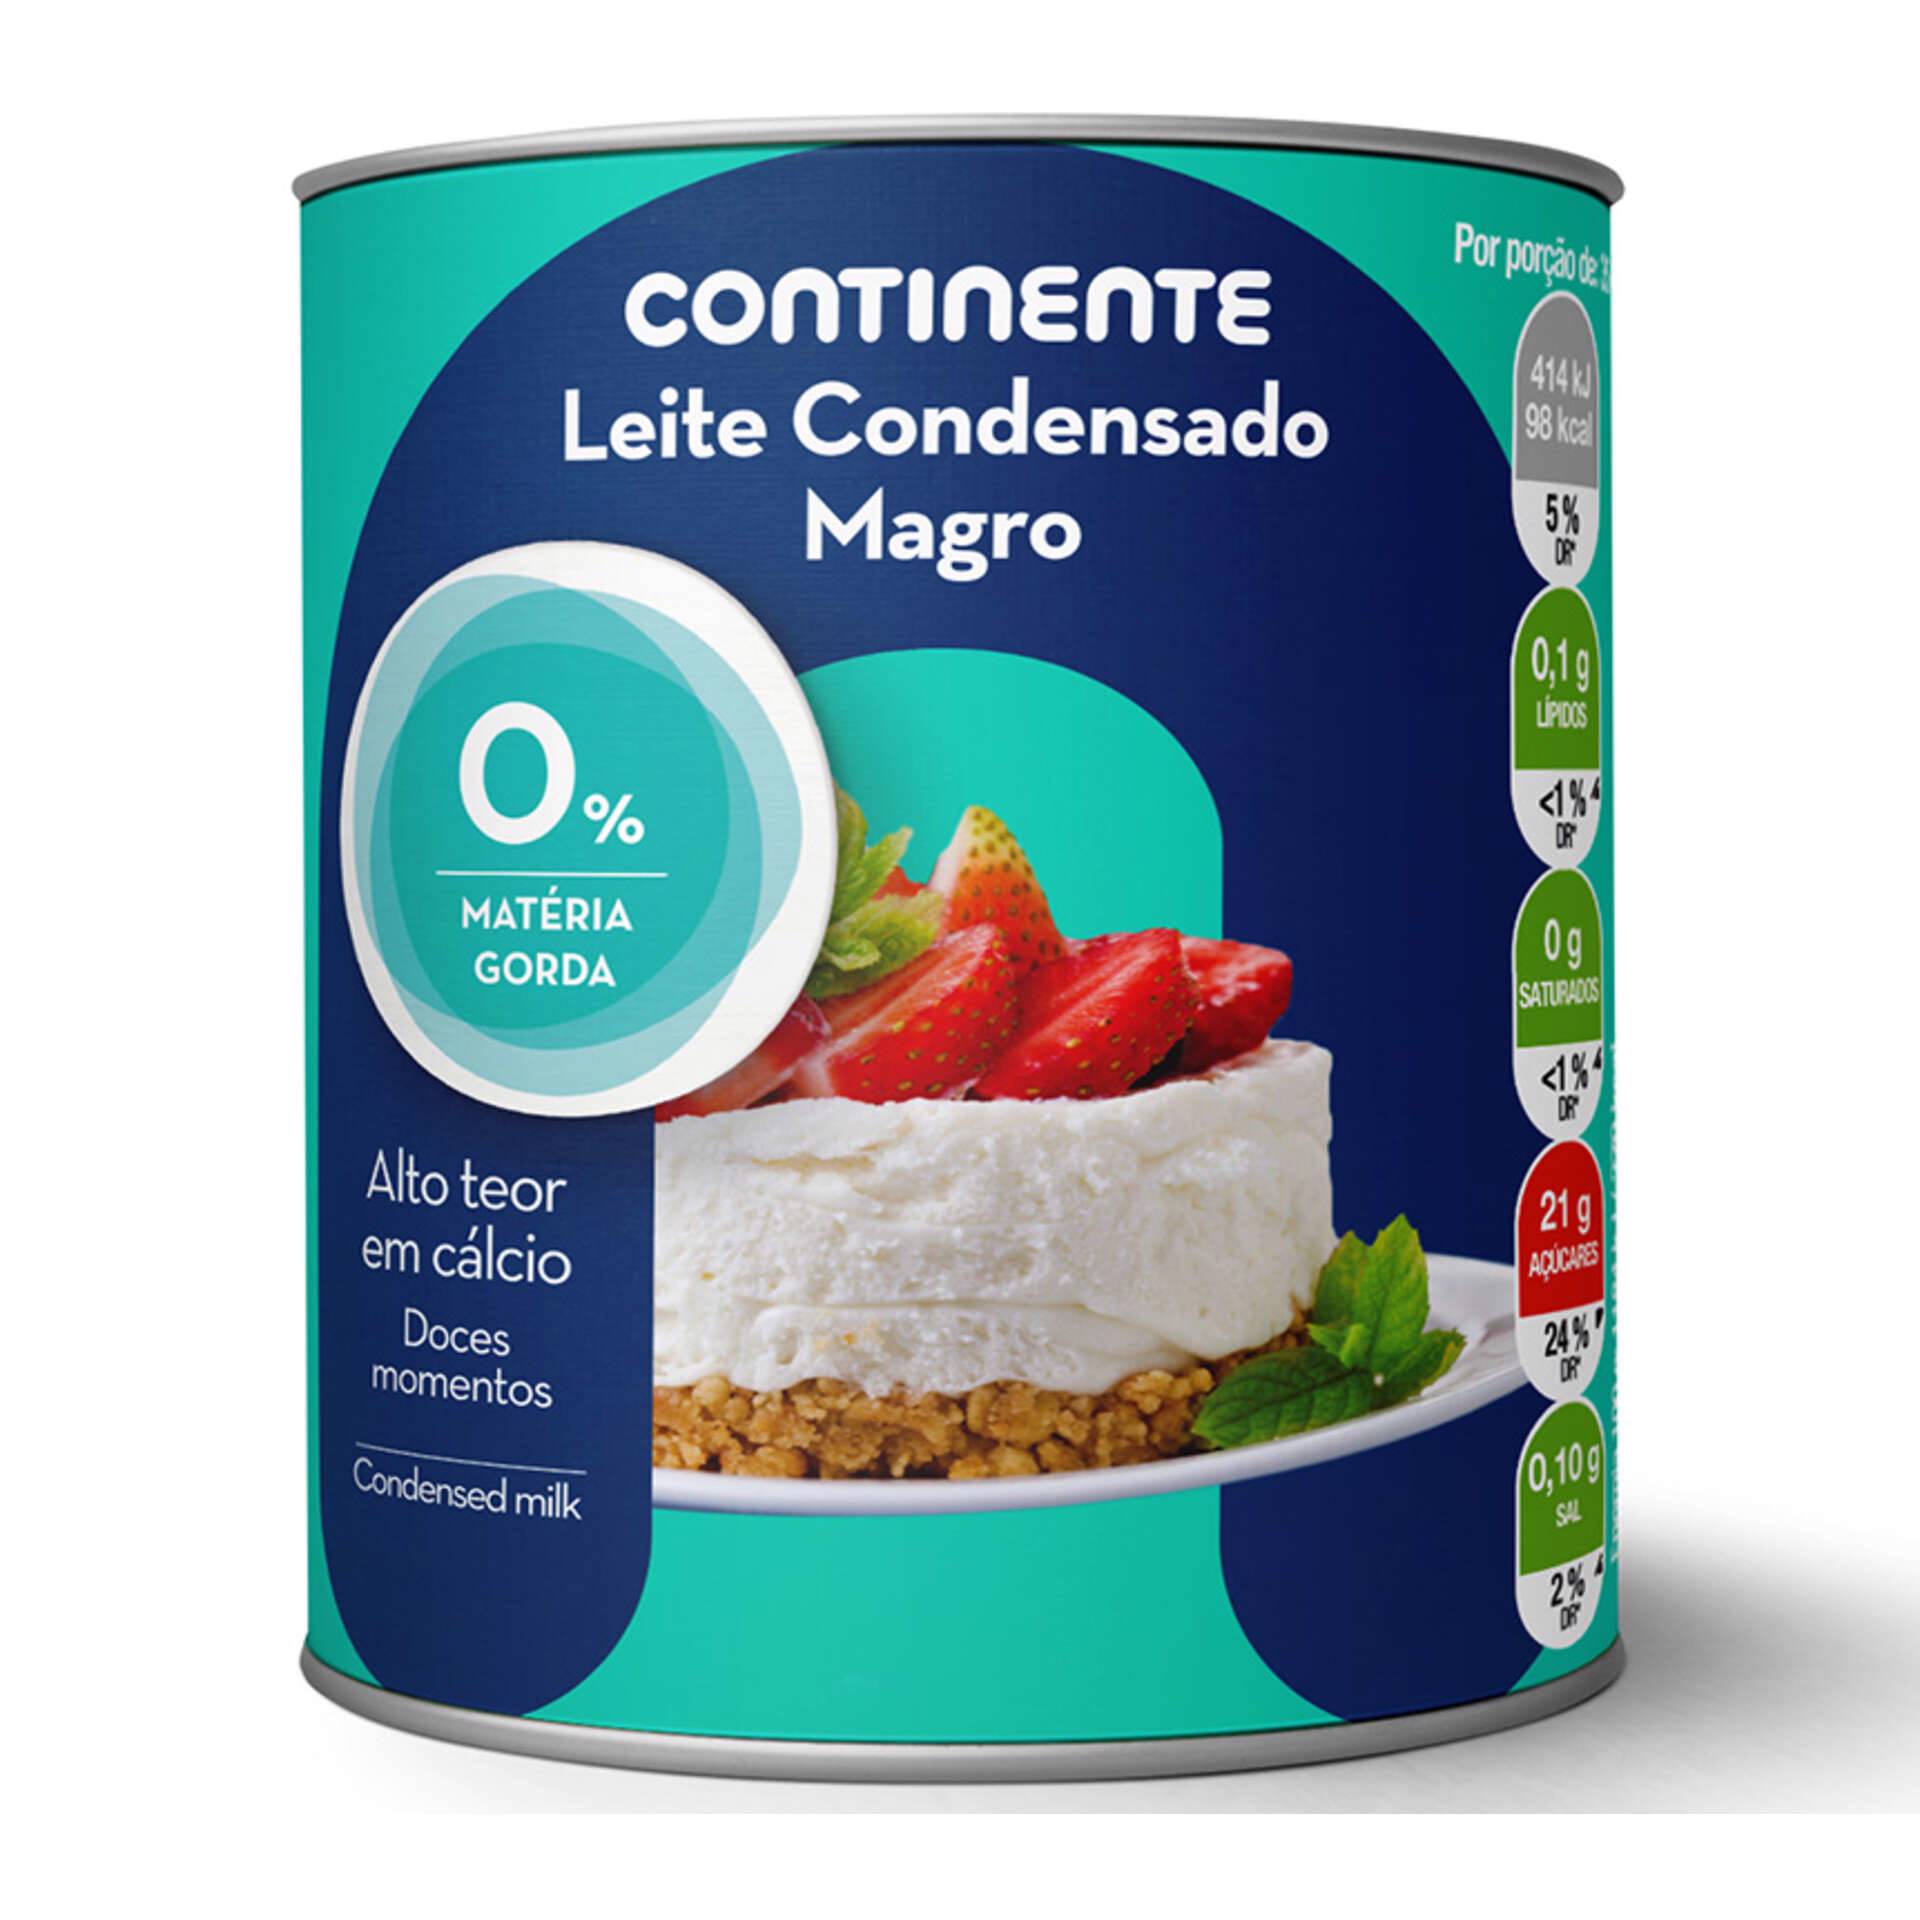 CONTINENTE
Leite Condensado
Magro
0%
MATÉRIA
GORDA
Alto teor
em cálcio
Doces
momentos
Condensed milk
Por porção de:
414 kJ
98 kcal
5%
DR*
0,1 g
LÍPIDOS
<1%
DR*
0 g
SATURADOS
<1%
DR*
21 g
AÇÚCARES
24%
DR*
0,10 g
SAL
2%
DR*